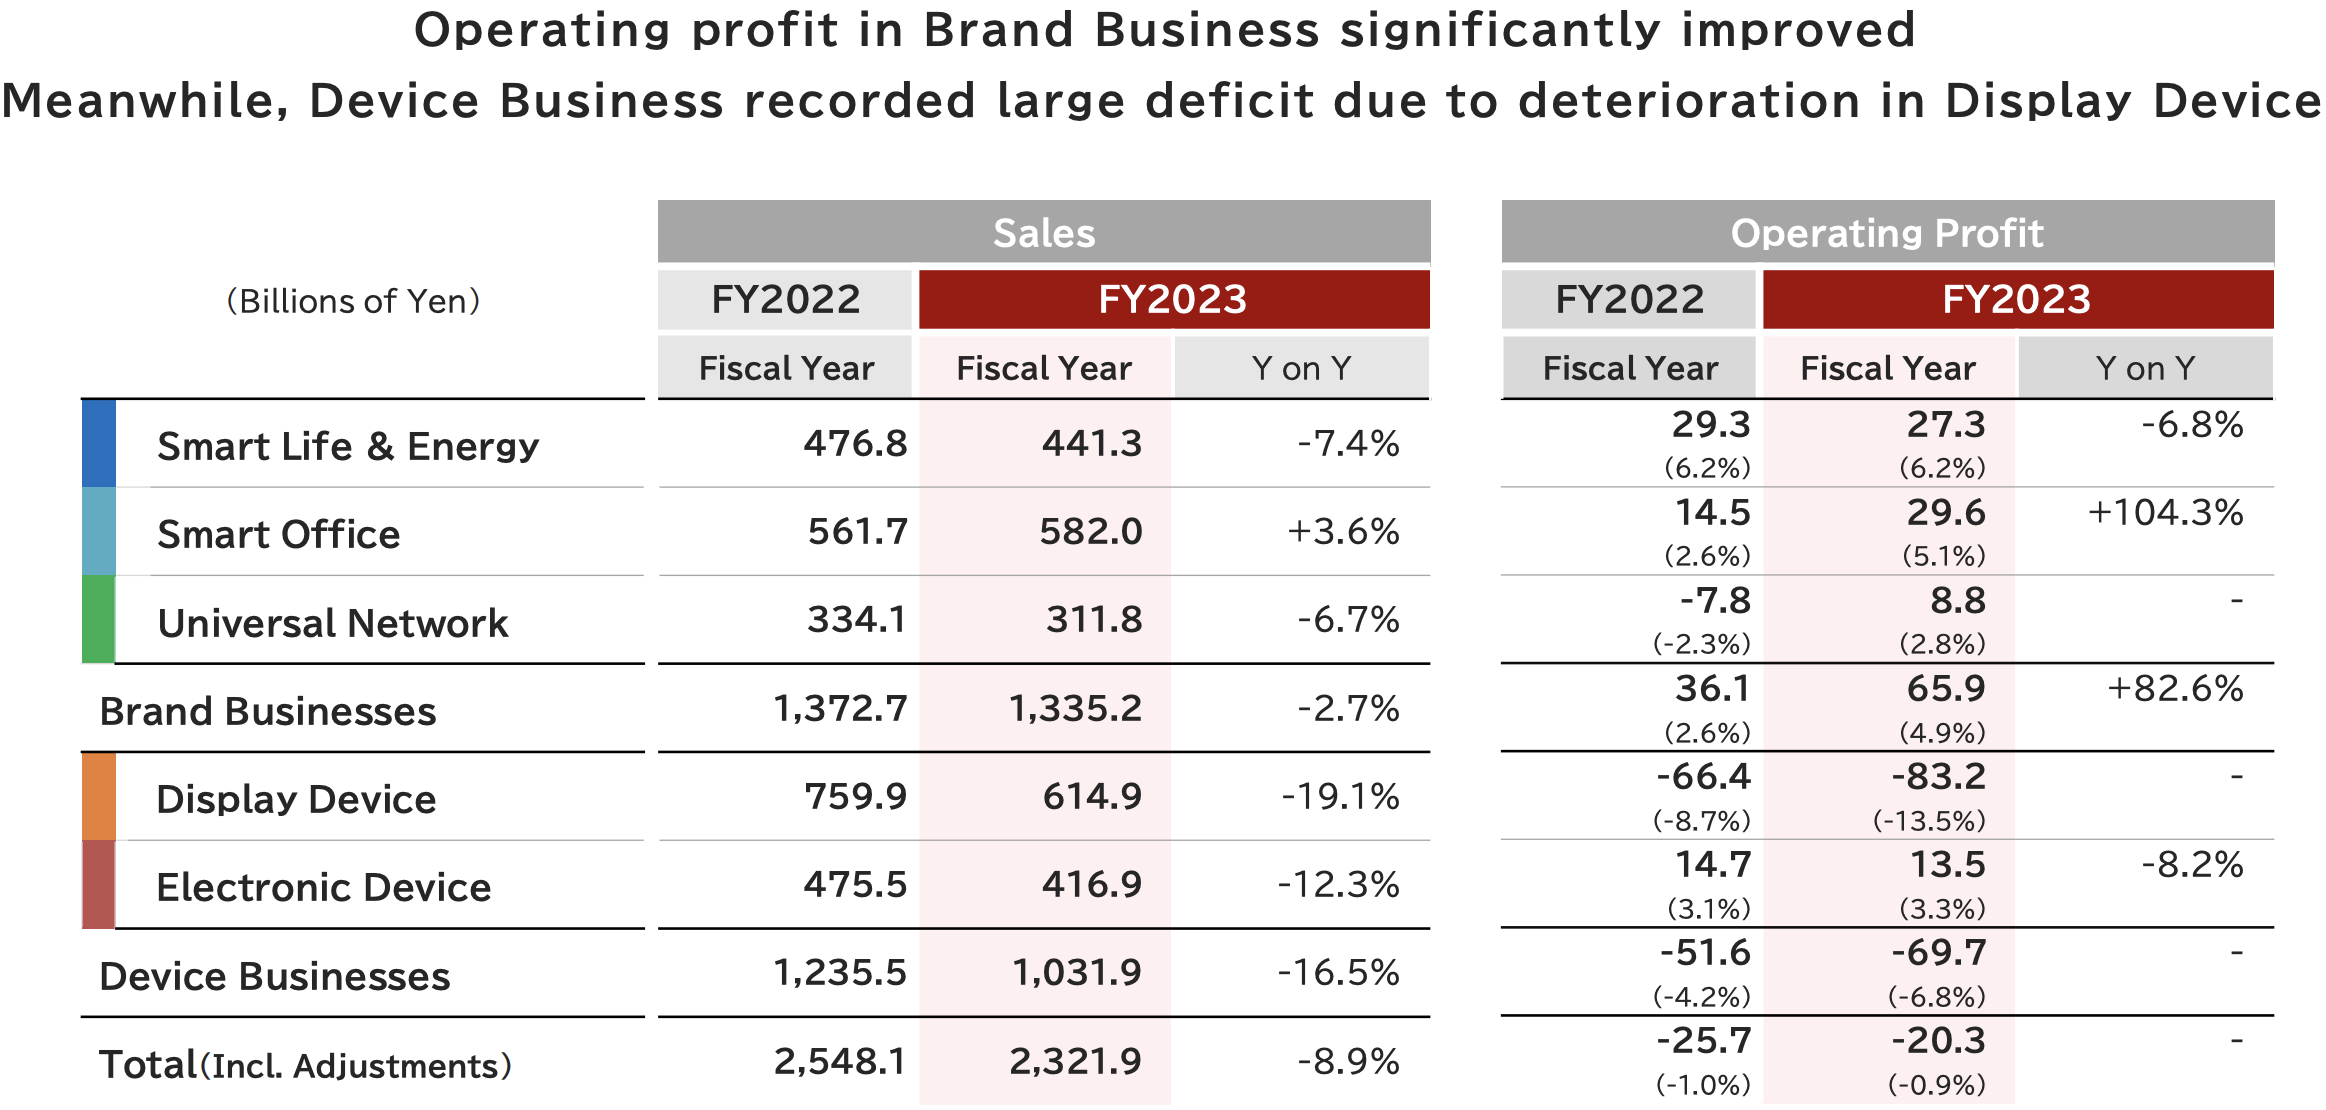 Operating profit in Brand Business significantly improved
Meanwhile, Device Business recorded large deficit due to deterioration in Display Device
Sales Operating Profit
(Billions of Yen) FY2022 FY2023 FY2022 FY2023
Fiscal Year Fiscal Year Y on Y Fiscal Year Fiscal Year Y on Y
Smart Life & Energy 476.8 441.3 -7.4% 29.3 27.3 -6.8%
(6.2%) (6.2%)
Smart Office 561.7 582.0 +3.6% 14.5 29.6 +104.3%
(2.6%) (5.1%)
Universal Network 334.1 311.8 -6.7% -7.8 8.8 -
(-2.3%) (2.8%)
Brand Businesses 1,372.7 1,335.2 -2.7% 36.1 65.9 +82.6%
(2.6%) (4.9%)
Display Device 759.9 614.9 -19.1% -66.4 -83.2 -
(-8.7%) (-13.5%)
Electronic Device 475.5 416.9 -12.3% 14.7 13.5 -8.2%
(3.1%) (3.3%)
Device Businesses 1,235.5 1,031.9 -16.5% -51.6 -69.7 -
(-4.2%) (-6.8%)
Total(Incl. Adjustments) 2,548.1 2,321.9 -8.9% -25.7 -20.3 -
(-1.0%) (-0.9%)